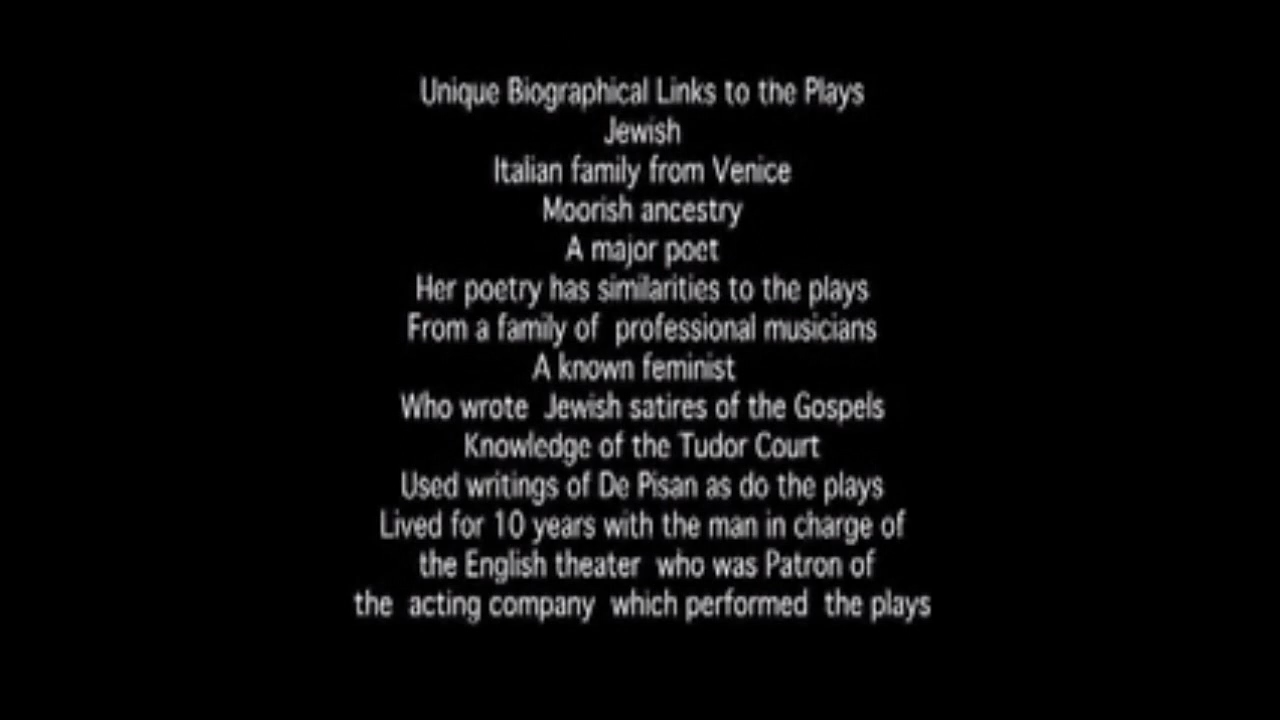 Unique Biographical Links to the Plays
Jewish
Italian family from Venice
Moorish ancestry
A major poet
Her poetry has similarities to the plays
From a family of professional musicians
A known feminist
Who wrote Jewish satires of the Gospels
Knowledge of the Tudor Court
Used writings of De Pisan as do the plays
Lived for 10 years with the man in charge of
the English theater who was Patron of
the acting company which performed the plays